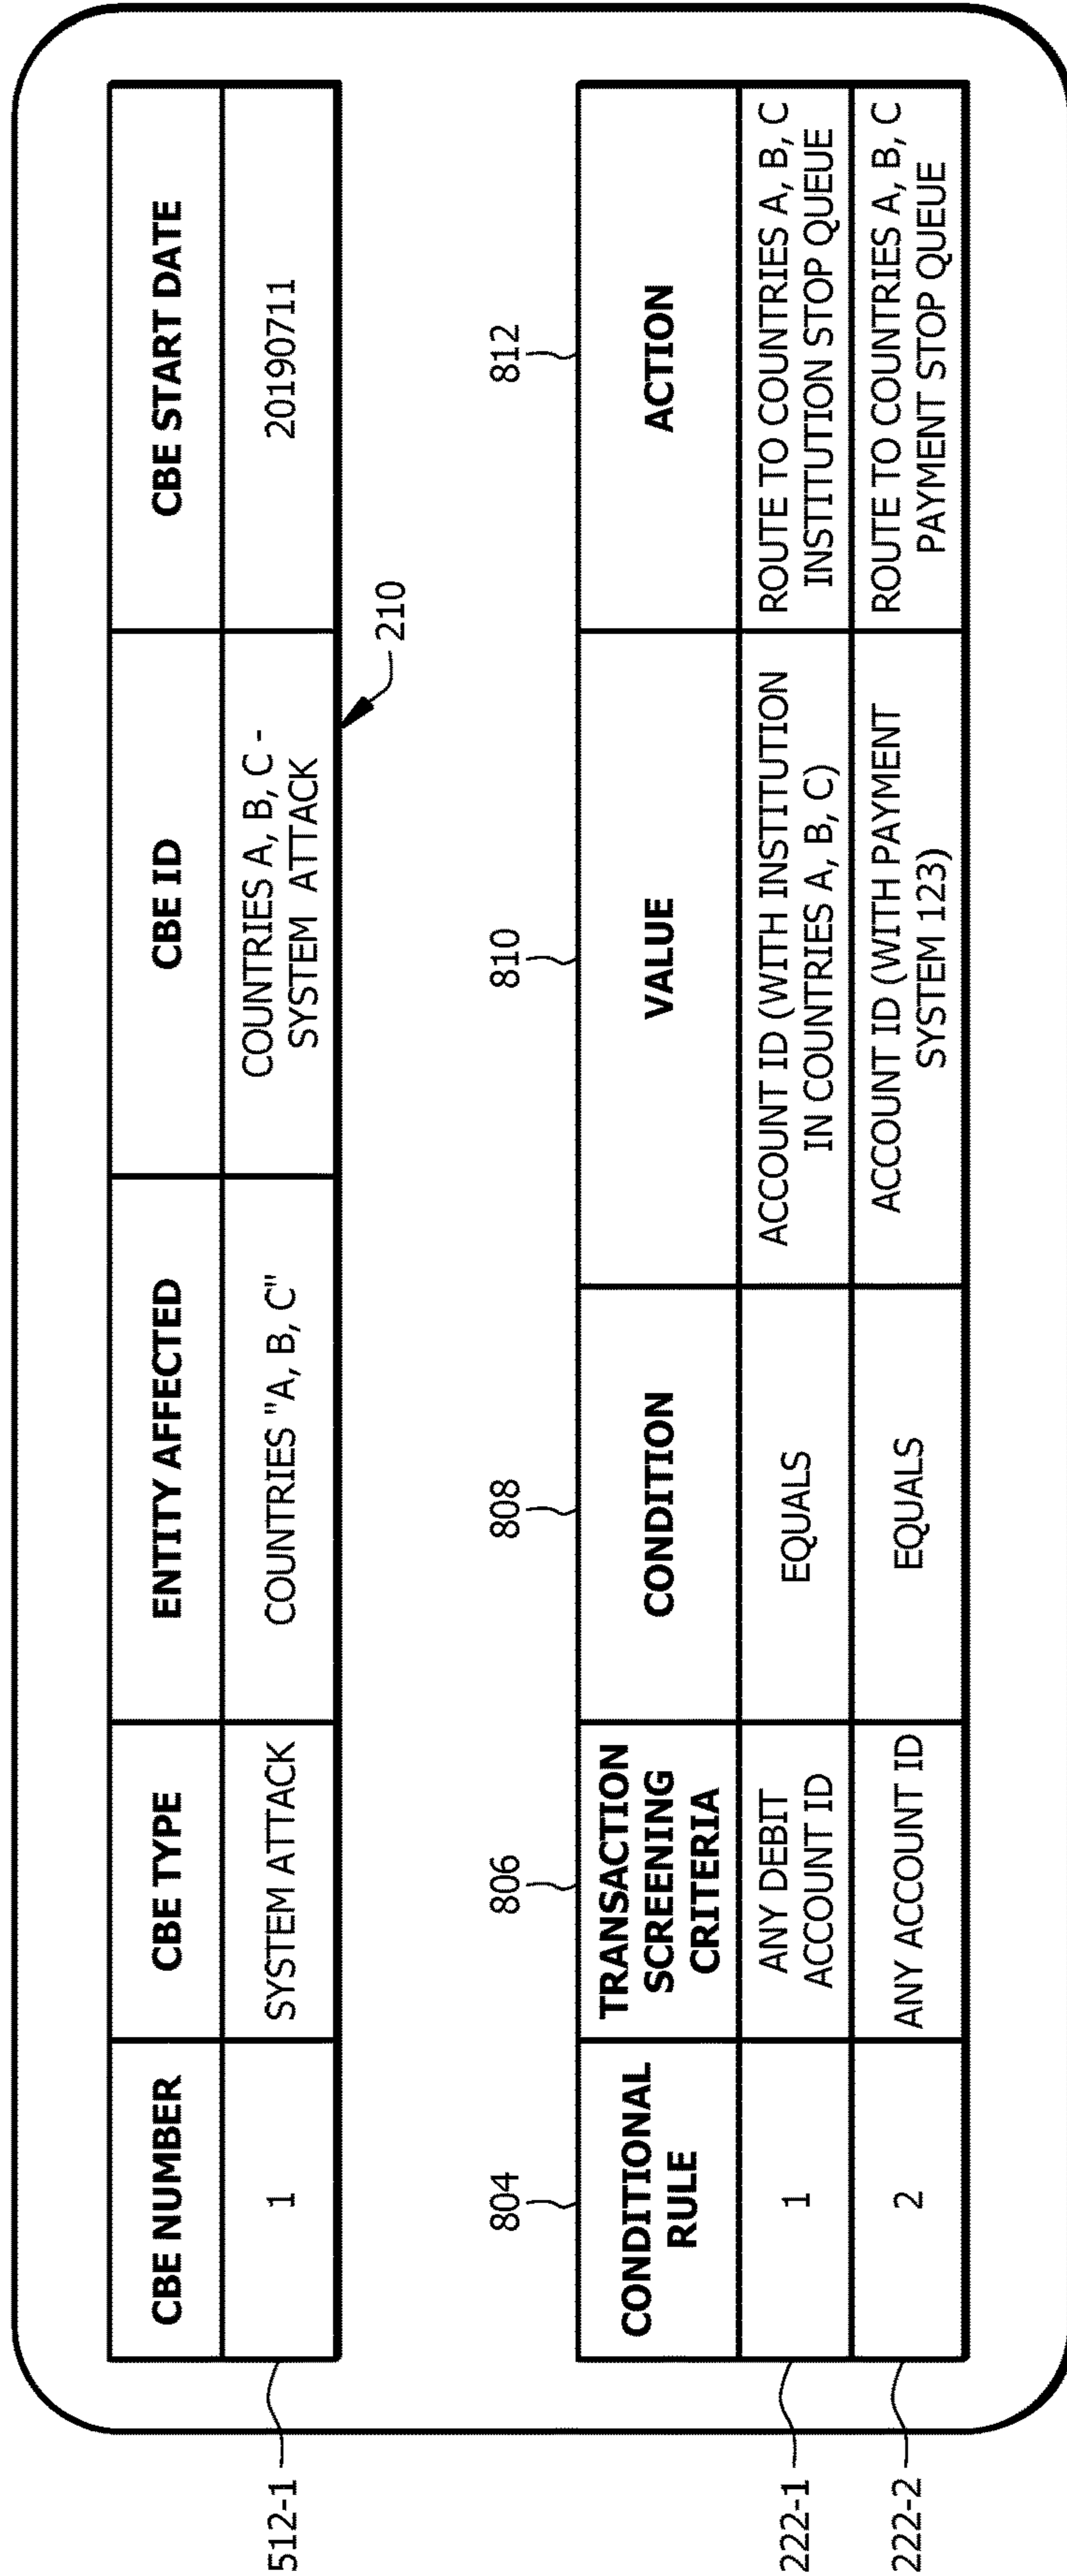 CBE NUMBER
CBE TYPE
ENTITY AFFECTED
CBE ID
CBE START DATE
512-1
1
SYSTEM ATTACK
COUNTRIES "A, B, C"
COUNTRIES A, B, C -
SYSTEM ATTACK
20190711
210
804
806
808
810
812
CONDITIONAL
RULE
TRANSACTION
SCREENING
CRITERIA
CONDITION
VALUE
ACTION
222-1
1
ANY DEBIT
ACCOUNT ID
EQUALS
ACCOUNT ID (WITH INSTITUTION
IN COUNTRIES A, B, C)
ROUTE TO COUNTRIES A, B, C
INSTITUTION STOP QUEUE
222-2
2
ANY ACCOUNT ID
EQUALS
ACCOUNT ID (WITH PAYMENT
SYSTEM 123)
ROUTE TO COUNTRIES A, B, C
PAYMENT STOP QUEUE